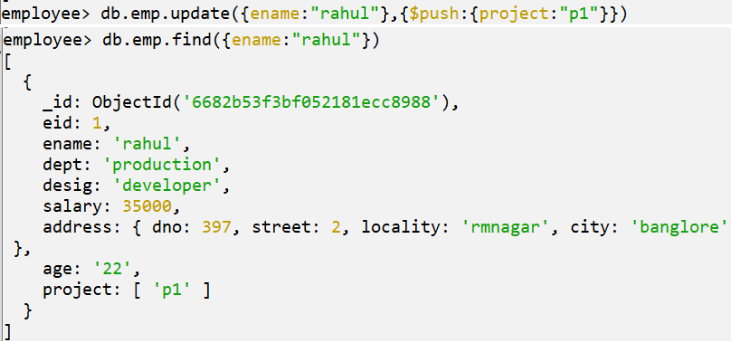 employee> db.emp.update({ename:"rahul"},{$push:{project:"p1"}})
employee> db.emp.find({ename:"rahul"})
[
  {
    _id: ObjectId('6682b53f3bf052181ecc8988'),
    eid: 1,
    ename: 'rahul',
    dept: 'production',
    desig: 'developer',
    salary: 35000,
    address: { dno: 397, street: 2, locality: 'rmnagar', city: 'banglore'
 },
    age: '22',
    project: [ 'p1' ]
  }
]